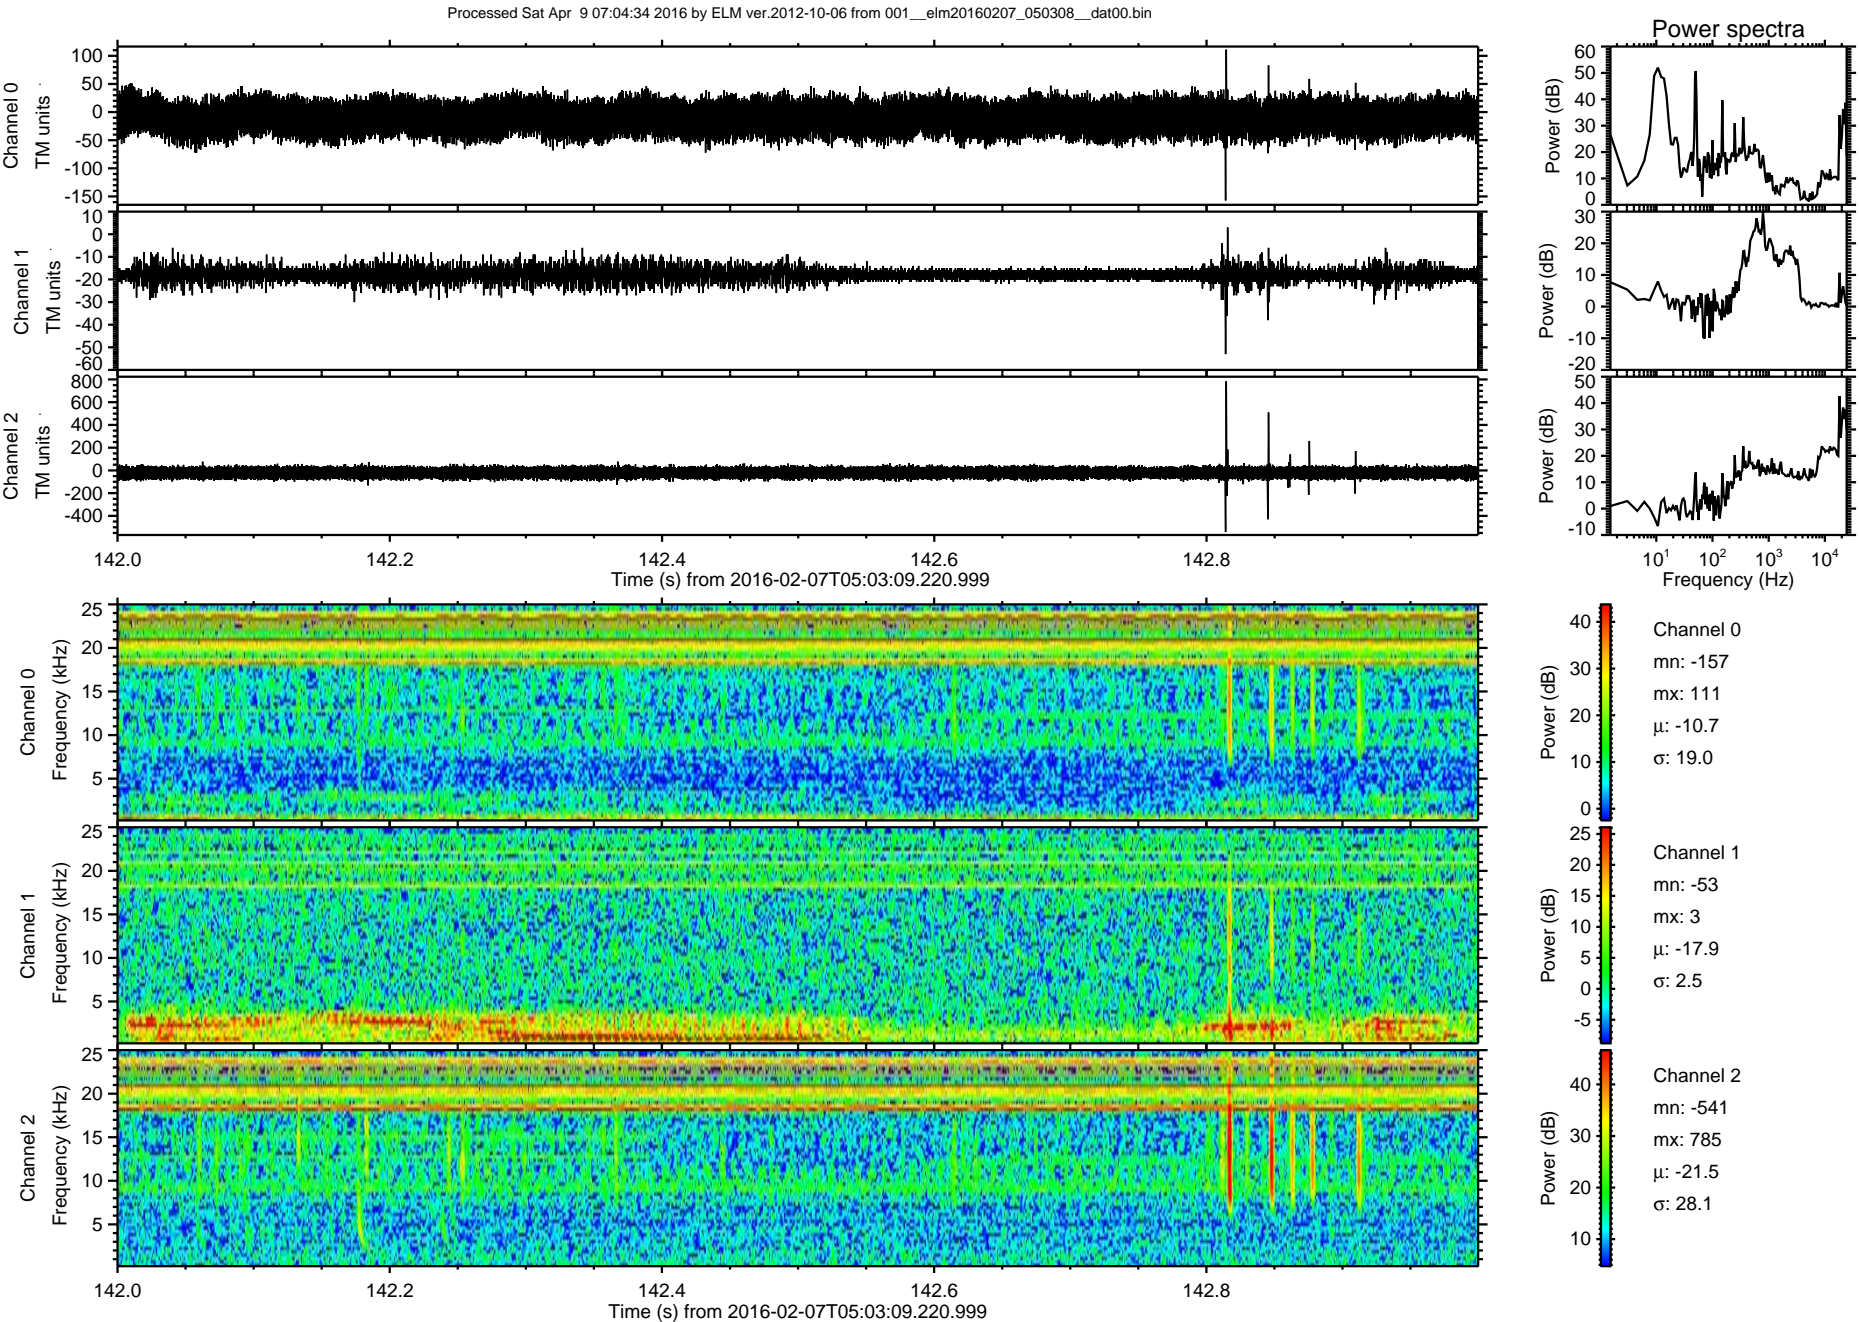 Processed Sat Apr  9 07:04:34 2016 by ELM ver.2012-10-06 from 001__elm20160207_050308__dat00.bin
Power spectra
Channel 0
TM units
100
50
0
-50
-100
-150
Power (dB)
60
50
40
30
20
10
0
Channel 1
TM units
10
0
-10
-20
-30
-40
-50
-60
Power (dB)
30
20
10
0
-10
-20
Channel 2
TM units
800
600
400
200
0
-200
-400
Power (dB)
50
40
30
20
10
0
-10
142.0 142.2 142.4 142.6 142.8
Time (s) from 2016-02-07T05:03:09.220.999
10^1 10^2 10^3 10^4
Frequency (Hz)
Channel 0
Frequency (kHz)
25
20
15
10
5
Power (dB)
40
30
20
10
0
Channel 0
mn: -157
mx: 111
μ: -10.7
σ: 19.0
Channel 1
Frequency (kHz)
25
20
15
10
5
Power (dB)
25
20
15
10
5
0
-5
Channel 1
mn: -53
mx: 3
μ: -17.9
σ: 2.5
Channel 2
Frequency (kHz)
25
20
15
10
5
Power (dB)
40
30
20
10
Channel 2
mn: -541
mx: 785
μ: -21.5
σ: 28.1
142.0 142.2 142.4 142.6 142.8
Time (s) from 2016-02-07T05:03:09.220.999